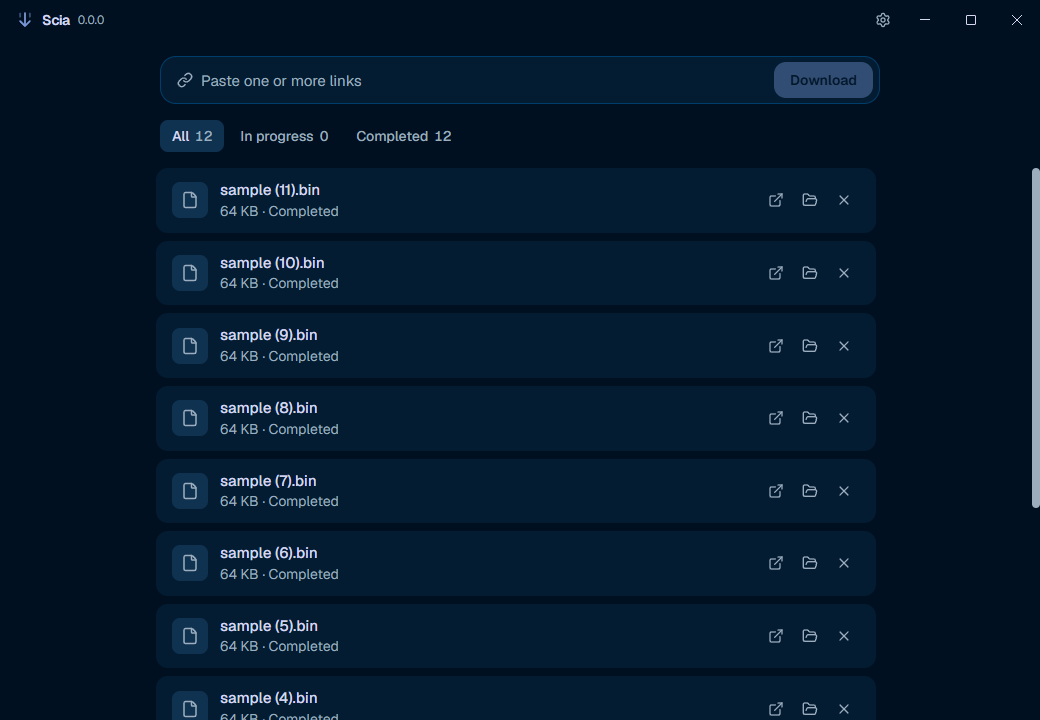 Scia 0.0.0
Paste one or more links Download
All 12 In progress 0 Completed 12
sample (11).bin
64 KB · Completed
sample (10).bin
64 KB · Completed
sample (9).bin
64 KB · Completed
sample (8).bin
64 KB · Completed
sample (7).bin
64 KB · Completed
sample (6).bin
64 KB · Completed
sample (5).bin
64 KB · Completed
sample (4).bin
64 KB · Completed